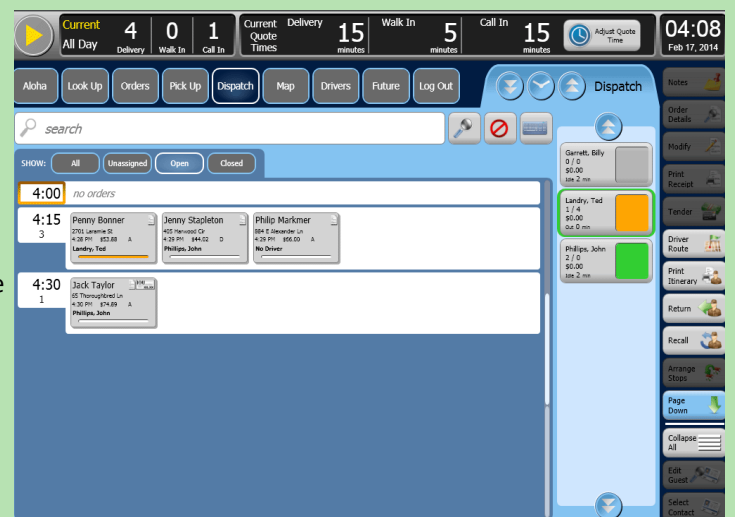 Current
All Day
4
Delivery
0
Walk In
1
Call In
Current
Quote
Times
Delivery
15
minutes
Walk In
5
minutes
Call In
15
minutes
Adjust Quote
Time
04:08
Feb 17, 2014
Aloha
Look Up
Orders
Pick Up
Dispatch
Map
Drivers
Future
Log Out
Dispatch
search
SHOW:
All
Unassigned
Open
Closed
4:00
no orders
4:15
3
Penny Bonner
2701 Laramie St
4:28 PM $53.88 A
Landry, Ted
Jenny Stapleton
405 Harwood Cir
4:29 PM $44.02 D
Phillips, John
Philip Markmer
884 E Alexander Ln
4:29 PM $66.00 A
No Driver
4:30
1
Jack Taylor
65 Thoroughbred Ln
4:30 PM $74.89 A
Phillips, John
Garrett, Billy
0 / 0
$0.00
Idle 2 min
Landry, Ted
1 / 4
$0.00
Out 0 min
Phillips, John
2 / 0
$0.00
Idle 2 min
Notes
Order
Details
Modify
Print
Receipt
Tender
Driver
Route
Print
Itinerary
Return
Recall
Arrange
Stops
Page
Down
Collapse
All
Edit
Guest
Select
Contact
e